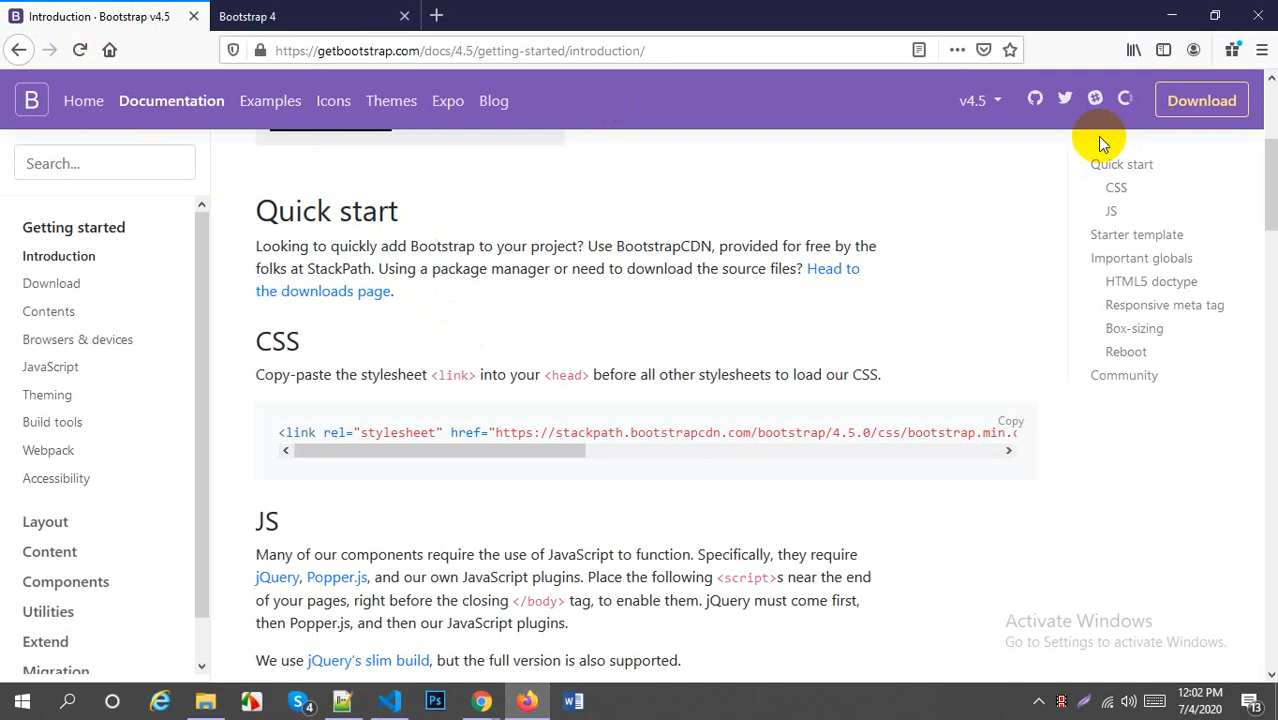 Introduction · Bootstrap v4.5
Bootstrap 4
https://getbootstrap.com/docs/4.5/getting-started/introduction/
B Home Documentation Examples Icons Themes Expo Blog v4.5 Download
Search...
Getting started
Introduction
Download
Contents
Browsers & devices
JavaScript
Theming
Build tools
Webpack
Accessibility
Layout
Content
Components
Utilities
Extend
Migration
Quick start
Looking to quickly add Bootstrap to your project? Use BootstrapCDN, provided for free by the
folks at StackPath. Using a package manager or need to download the source files? Head to
the downloads page.
CSS
Copy-paste the stylesheet <link> into your <head> before all other stylesheets to load our CSS.
Copy
<link rel="stylesheet" href="https://stackpath.bootstrapcdn.com/bootstrap/4.5.0/css/bootstrap.min.c
JS
Many of our components require the use of JavaScript to function. Specifically, they require
jQuery, Popper.js, and our own JavaScript plugins. Place the following <script>s near the end
of your pages, right before the closing </body> tag, to enable them. jQuery must come first,
then Popper.js, and then our JavaScript plugins.
We use jQuery's slim build, but the full version is also supported.
Quick start
CSS
JS
Starter template
Important globals
HTML5 doctype
Responsive meta tag
Box-sizing
Reboot
Community
Activate Windows
Go to Settings to activate Windows.
4
Ps
12:02 PM
7/4/2020
13